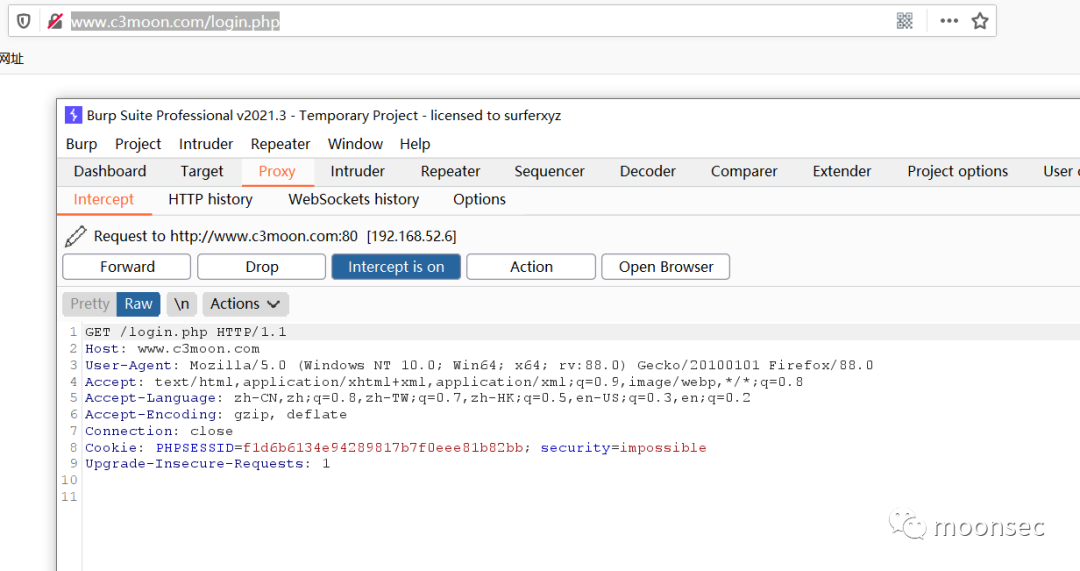 www.c3moon.com/login.php
网址
Burp Suite Professional v2021.3 - Temporary Project - licensed to surferxyz
Burp Project Intruder Repeater Window Help
Dashboard Target Proxy Intruder Repeater Sequencer Decoder Comparer Extender Project options User
Intercept HTTP history WebSockets history Options
Request to http://www.c3moon.com:80 [192.168.52.6]
Forward Drop Intercept is on Action Open Browser
Pretty Raw \n Actions
1 GET /login.php HTTP/1.1
2 Host: www.c3moon.com
3 User-Agent: Mozilla/5.0 (Windows NT 10.0; Win64; x64; rv:88.0) Gecko/20100101 Firefox/88.0
4 Accept: text/html,application/xhtml+xml,application/xml;q=0.9,image/webp,*/*;q=0.8
5 Accept-Language: zh-CN,zh;q=0.8,zh-TW;q=0.7,zh-HK;q=0.5,en-US;q=0.3,en;q=0.2
6 Accept-Encoding: gzip, deflate
7 Connection: close
8 Cookie: PHPSESSID=f1d6b6134e94289817b7f0eee81b82bb; security=impossible
9 Upgrade-Insecure-Requests: 1
10
11
moonsec